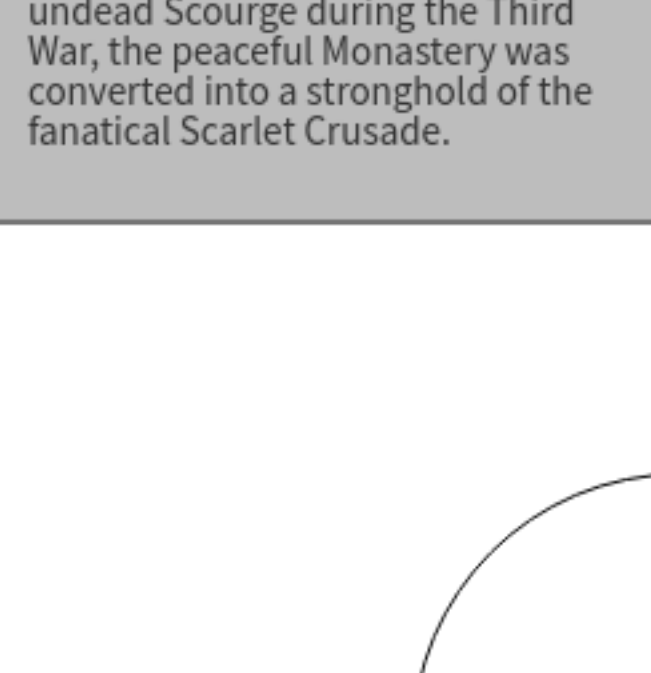 undead Scourge during the Third
War, the peaceful Monastery was
converted into a stronghold of the
fanatical Scarlet Crusade.